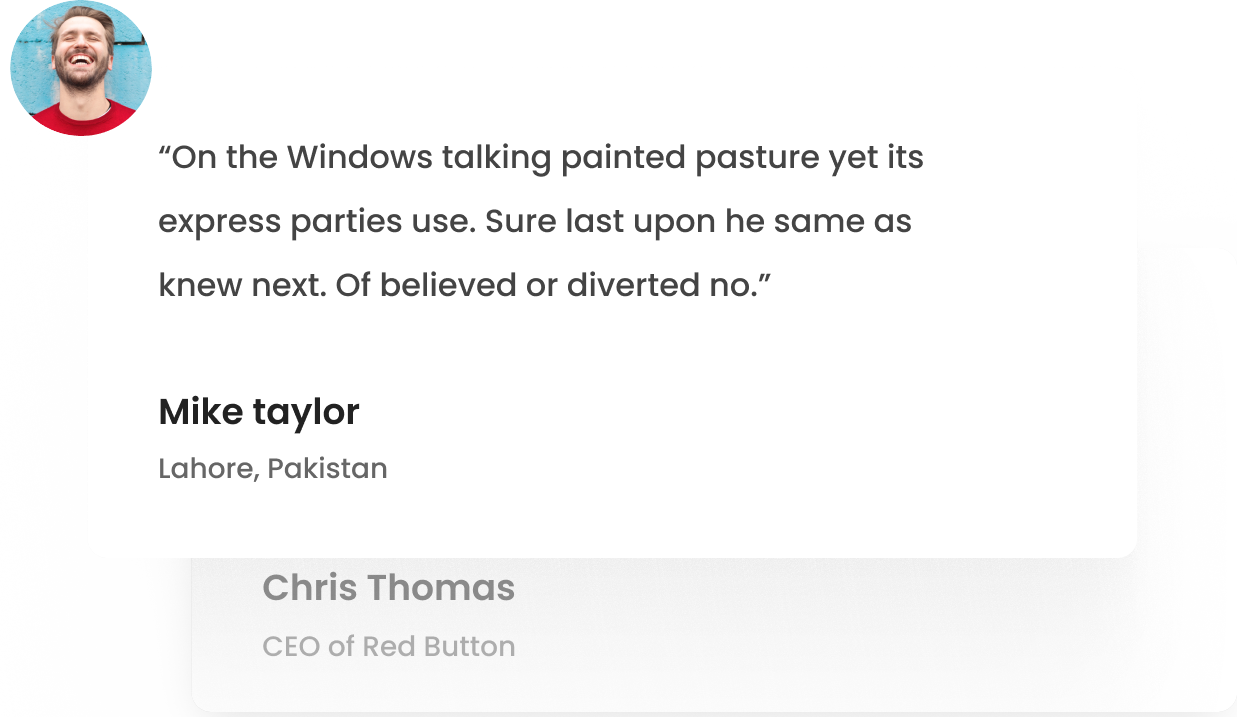 “On the Windows talking painted pasture yet its
express parties use. Sure last upon he same as
knew next. Of believed or diverted no.”
Mike taylor
Lahore, Pakistan
Chris Thomas
CEO of Red Button